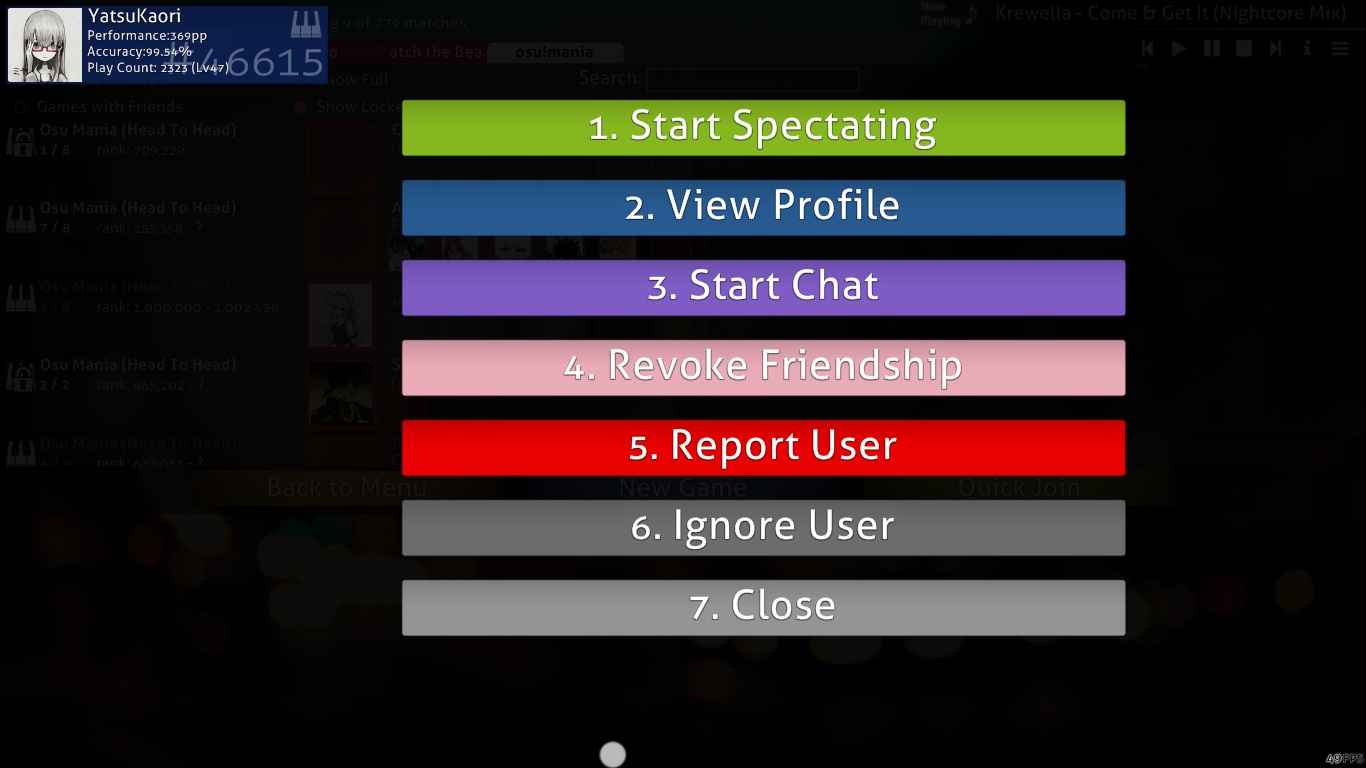 YatsuKaori
Performance:369pp
Accuracy:99.54%
Play Count: 2323 (Lv47)
#46615
g 9 of 279 matches
Now Playing
Krewella - Come & Get It (Nightcore Mix)
atch the Bea.
osu!mania
how Full
Search:
Games with Friends
Show Locke
Osu Mania (Head To Head)
1 / 8 rank: 709,229
Osu Mania (Head To Head)
7 / 8 rank: 155,358 - ?
Osu Mania (Head To Head)
1 / 8 rank: 1,000,000 - 1,002,496
Osu Mania (Head To Head)
2 / 2 rank: 665,202 - ?
Osu Mania (Head To Head)
rank: 612,011 - ?
1. Start Spectating
2. View Profile
3. Start Chat
4. Revoke Friendship
5. Report User
Back to Menu
New Game
Quick Join
6. Ignore User
7. Close
49FPS